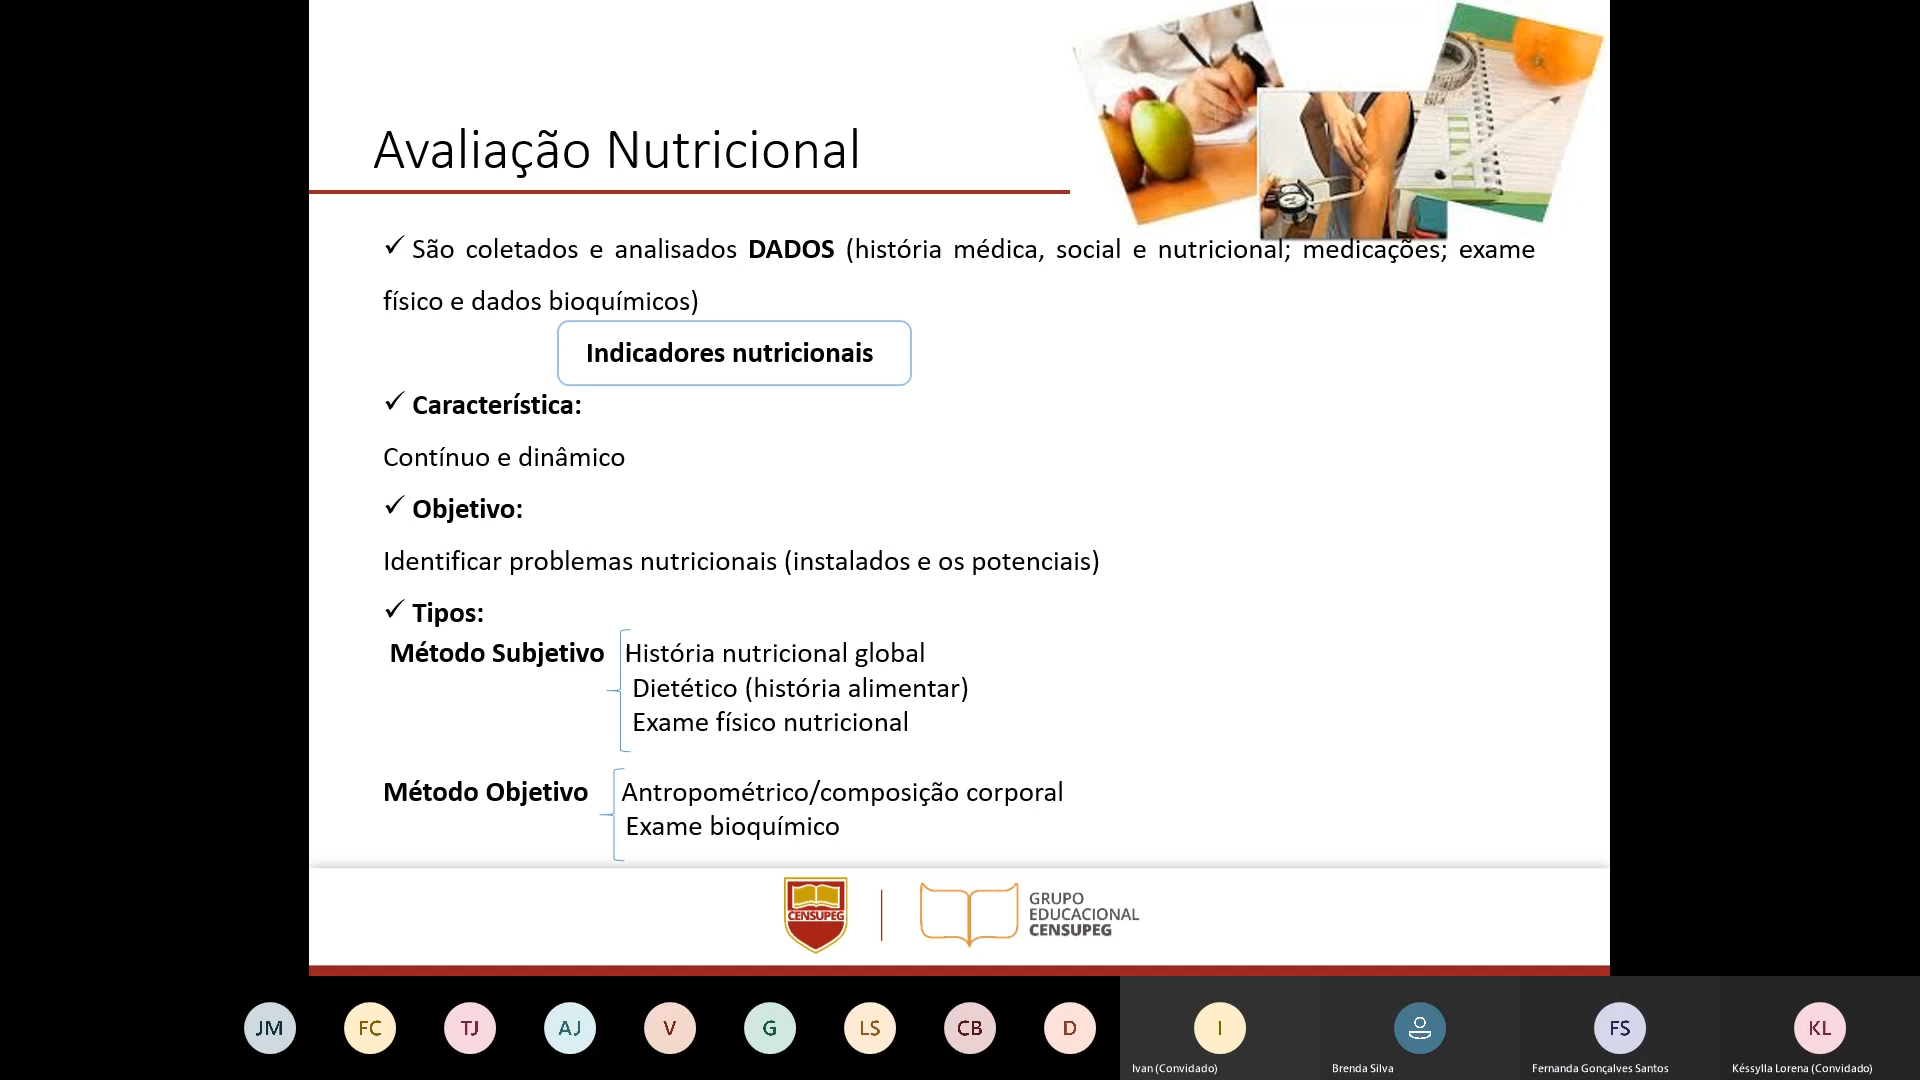 Avaliação Nutricional
✓ São coletados e analisados DADOS (história médica, social e nutricional; medicações; exame
físico e dados bioquímicos)
Indicadores nutricionais
✓ Característica:
Contínuo e dinâmico
✓ Objetivo:
Identificar problemas nutricionais (instalados e os potenciais)
✓ Tipos:
Método Subjetivo História nutricional global
Dietético (história alimentar)
Exame físico nutricional
Método Objetivo Antropométrico/composição corporal
Exame bioquímico
CENSUPEG
GRUPO
EDUCACIONAL
CENSUPEG
JM FC TJ AJ V G LS CB D I FS KL
Ivan (Convidado) Brenda Silva Fernanda Gonçalves Santos Késsylla Lorena (Convidado)